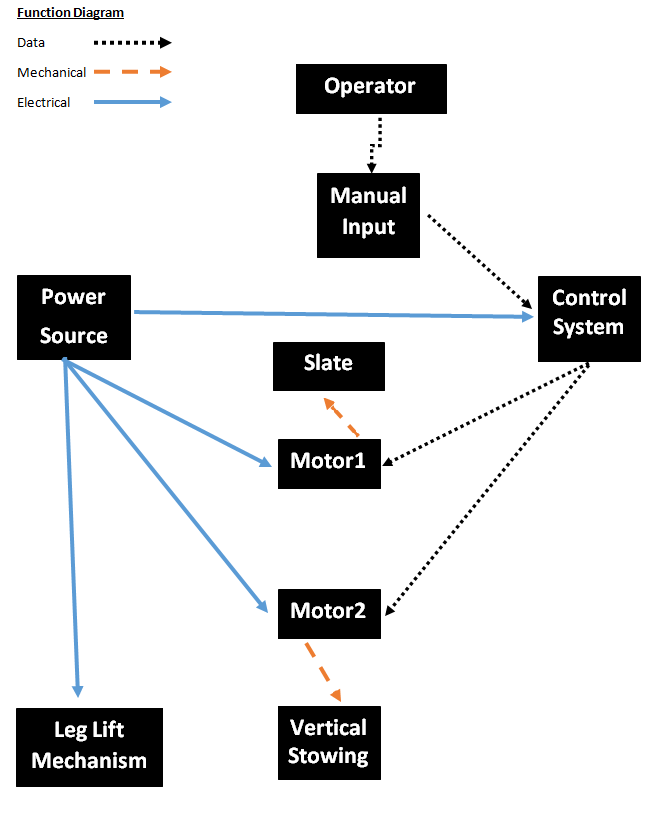 Function Diagram
Data
Mechanical
Electrical
Operator
Manual
Input
Power
Source
Control
System
Slate
Motor1
Motor2
Leg Lift
Mechanism
Vertical
Stowing